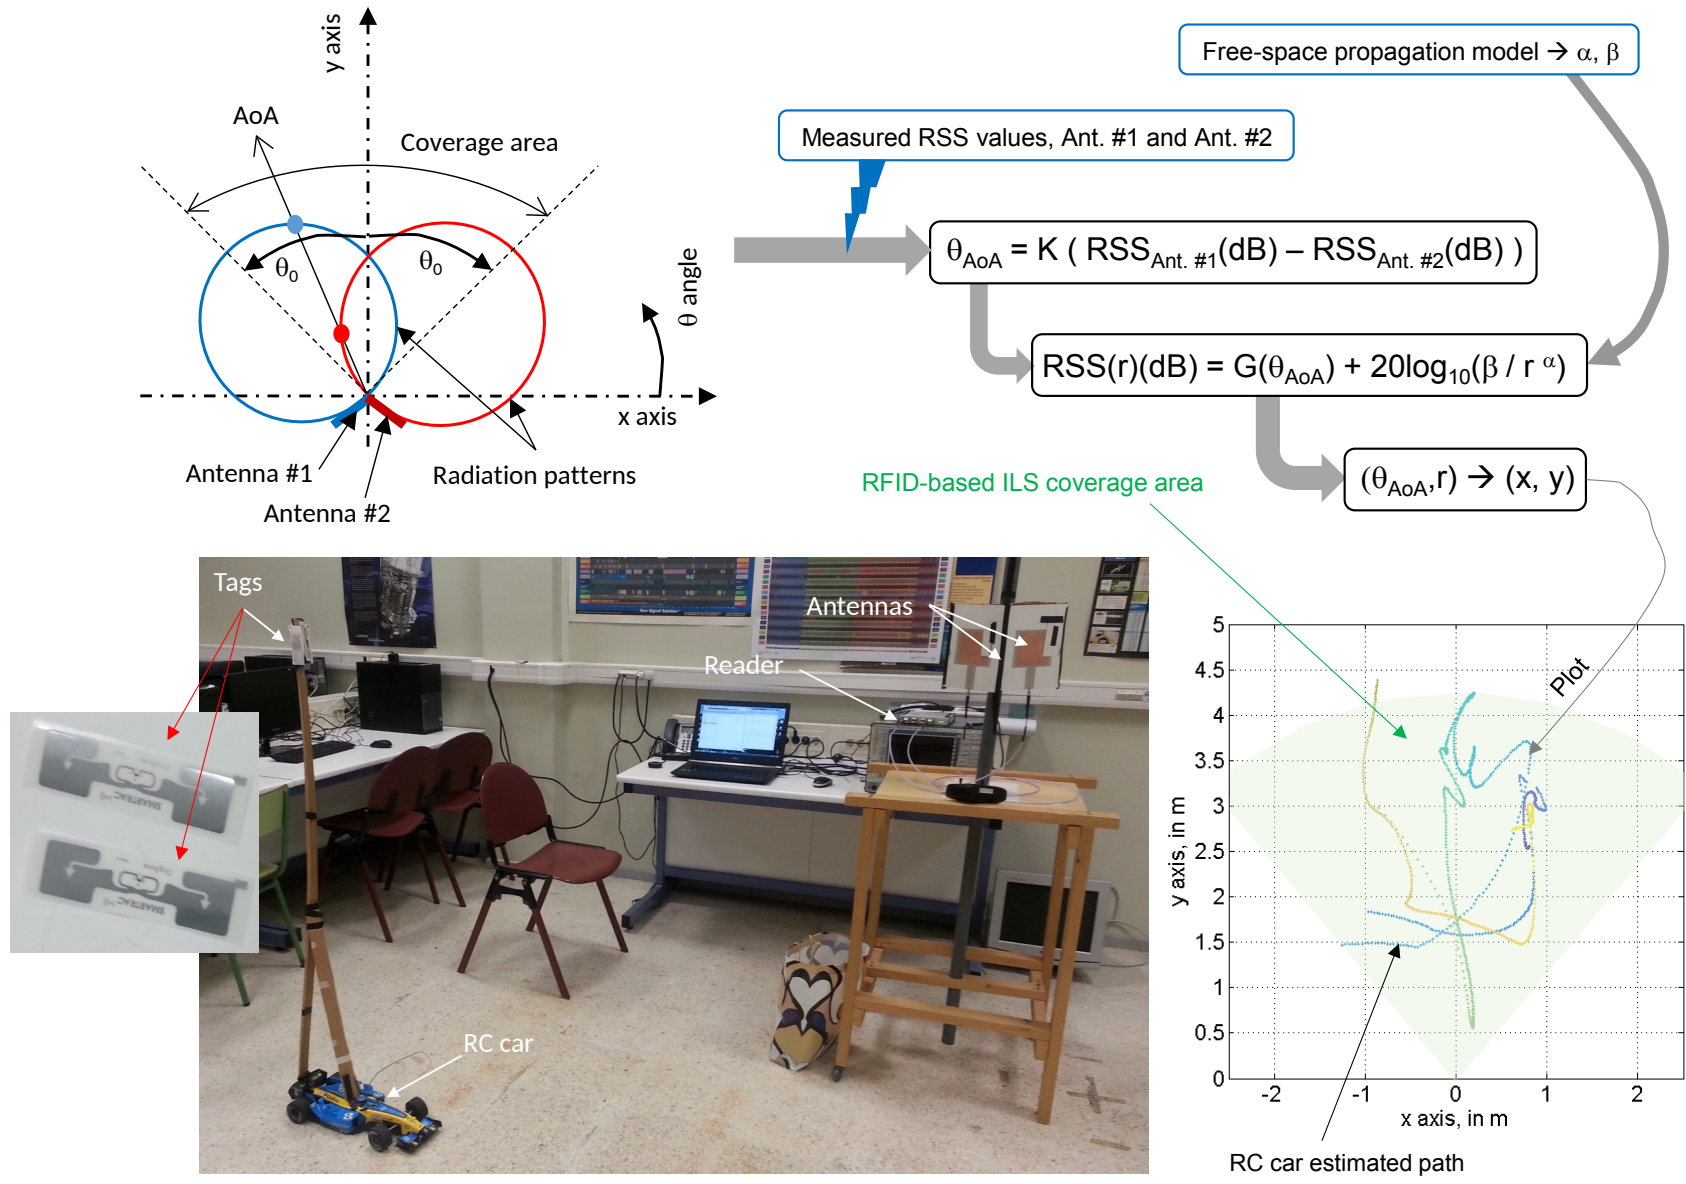 y axis
AoA
Coverage area
θ0
θ0
θ angle
x axis
Antenna #1
Antenna #2
Radiation patterns
Free-space propagation model → α, β
Measured RSS values, Ant. #1 and Ant. #2
θAoA = K ( RSSAnt. #1(dB) – RSSAnt. #2(dB) )
RSS(r)(dB) = G(θAoA) + 20log10(β / r α)
(θAoA,r) → (x, y)
RFID-based ILS coverage area
Tags
Antennas
Reader
RC car
SMARTRAC
SMARTRAC
Plot
5
4.5
4
3.5
3
2.5
2
1.5
1
0.5
0
y axis, in m
-2
-1
0
1
2
x axis, in m
RC car estimated path